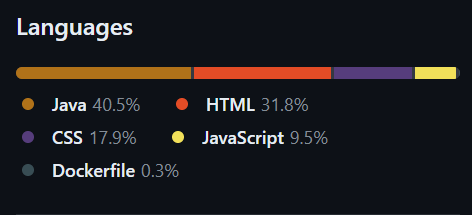 Languages
Java 40.5% HTML 31.8%
CSS 17.9% JavaScript 9.5%
Dockerfile 0.3%